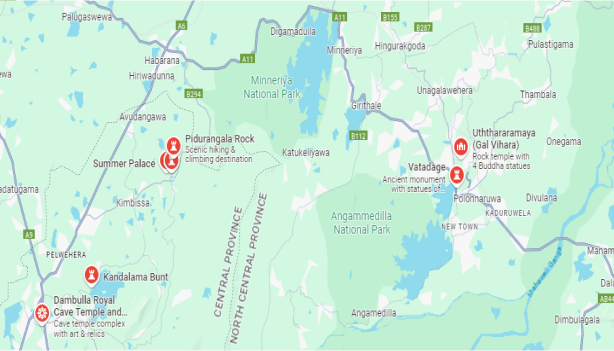 Palugaswewa
A6
A11
B155
B287
B488
Digamadulla
Hingurakgoda
Pulastigama
Minneriya
Habarana
A11
Hiriwadunna
Minneriya
National Park
Unagalawehera
B294
Thambala
Girithale
Avudangawa
B112
Pidurangala Rock
Scenic hiking &
climbing destination
Uththararamaya
(Gal Vihara)
Rock temple with
4 Buddha statues
Onegama
Katukeliyawa
Summer Palace
Vatadage
Ancient monument
with statues of...
Kimbissa
Polonnaruwa
Divulana
KADURUWELA
Angammedilla
National Park
NEW TOWN
CENTRAL PROVINCE
NORTH CENTRAL PROVINCE
A9
PELWEHERA
Kandalama Bunt
Mahaweli Ganga
Dambulla Royal
Cave Temple and...
Cave temple complex
with art & relics
Angamedilla
Dimbulagala